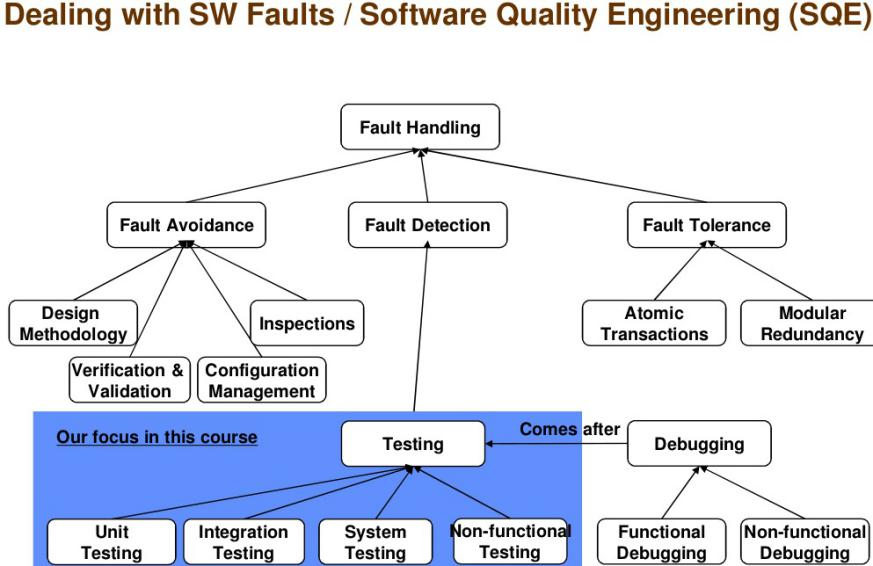 Dealing with SW Faults / Software Quality Engineering (SQE)
Fault Handling
Fault Avoidance
Fault Detection
Fault Tolerance
Design
Methodology
Inspections
Atomic
Transactions
Modular
Redundancy
Verification &
Validation
Configuration
Management
Our focus in this course
Testing
Comes after
Debugging
Unit
Testing
Integration
Testing
System
Testing
Non-functional
Testing
Functional
Debugging
Non-functional
Debugging